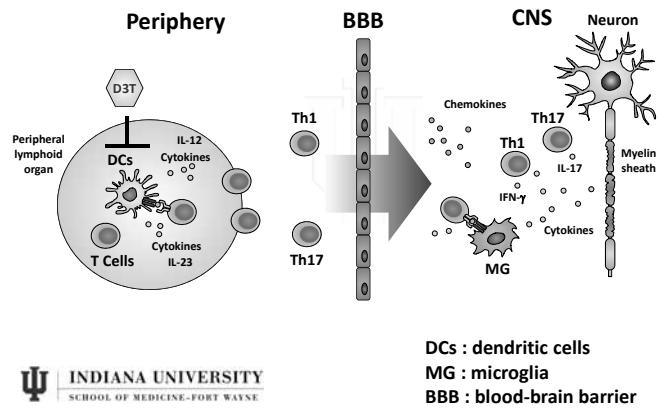 Periphery
BBB
CNS
Neuron
D3T
Peripheral
lymphoid
organ
IL-12
Cytokines
DCs
Cytokines
IL-23
T Cells
Th1
Th17
Chemokines
Th17
Th1
IL-17
IFN-γ
Cytokines
MG
Myelin
sheath
DCs : dendritic cells
MG : microglia
BBB : blood-brain barrier
INDIANA UNIVERSITY
SCHOOL OF MEDICINE–FORT WAYNE